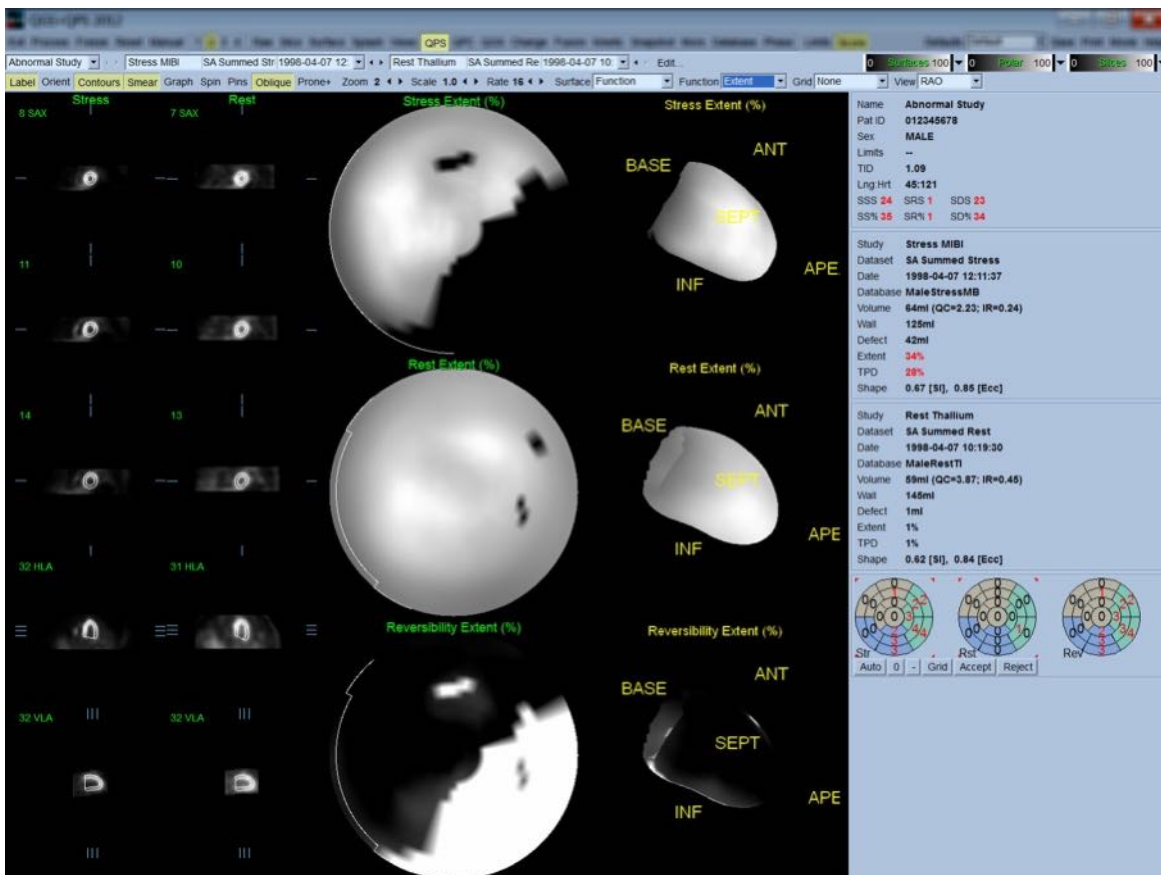 QGS+QPS 2012
QPS
Abnormal Study Stress MIBI SA Summed Str 1998-04-07 12: Rest Thallium SA Summed Re 1998-04-07 10: Edit... 0 Surfaces 100 0 Polar 100 0 Slices 100
Label Orient Contours Smear Graph Spin Pins Oblique Prone+ Zoom 2 Scale 1.0 Rate 16 Surface Function Function Extent Grid None View RAO
Stress Rest Stress Extent (%) Stress Extent (%)
8 SAX 7 SAX
ANT
BASE
SEPT
11 10
INF
APE
Rest Extent (%) Rest Extent (%)
14 13
ANT
BASE
SEPT
INF
APE
32 HLA 31 HLA
Reversibility Extent (%) Reversibility Extent (%)
ANT
BASE
32 VLA 32 VLA
SEPT
APE
INF
Name Abnormal Study
Pat ID 012345678
Sex MALE
Limits --
TID 1.09
Lng:Hrt 45:121
SSS 24 SRS 1 SDS 23
SS% 35 SR% 1 SD% 34
Study Stress MIBI
Dataset SA Summed Stress
Date 1998-04-07 12:11:37
Database MaleStressMB
Volume 64ml (QC=2.23; IR=0.24)
Wall 125ml
Defect 42ml
Extent 34%
TPD 28%
Shape 0.67 [SI], 0.85 [Ecc]
Study Rest Thallium
Dataset SA Summed Rest
Date 1998-04-07 10:19:30
Database MaleRestTl
Volume 59ml (QC=3.87; IR=0.45)
Wall 145ml
Defect 1ml
Extent 1%
TPD 1%
Shape 0.62 [SI], 0.84 [Ecc]
Str Rst Rev
Auto 0 - Grid Accept Reject